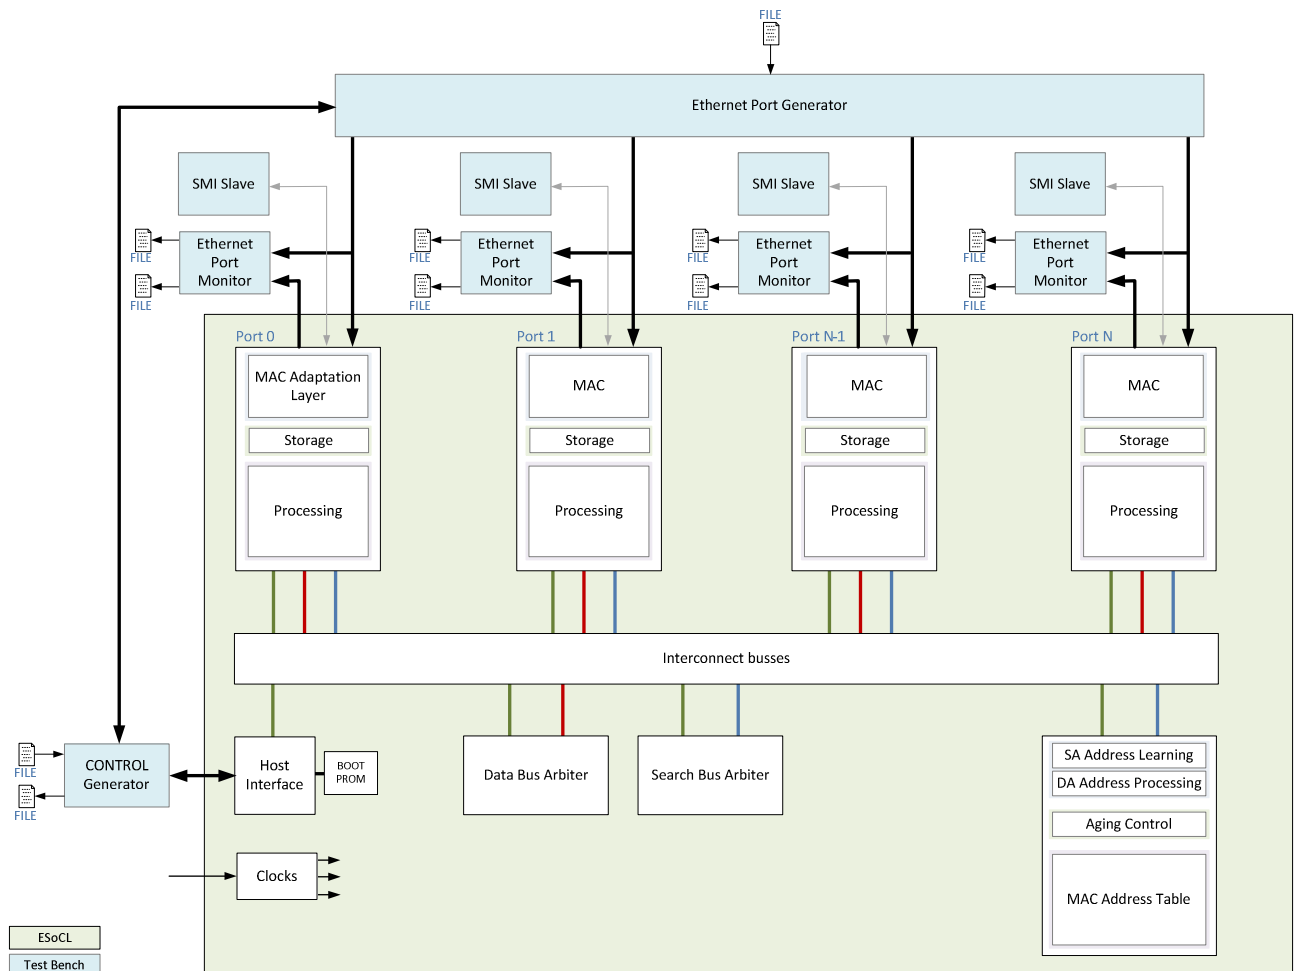 FILE
Ethernet Port Generator
SMI Slave
SMI Slave
SMI Slave
SMI Slave
Ethernet
Port
Monitor
FILE
FILE
Ethernet
Port
Monitor
FILE
FILE
Ethernet
Port
Monitor
FILE
FILE
Ethernet
Port
Monitor
FILE
FILE
Port 0
Port 1
Port N-1
Port N
MAC Adaptation
Layer
MAC
MAC
MAC
Storage
Storage
Storage
Storage
Processing
Processing
Processing
Processing
Interconnect busses
FILE
FILE
CONTROL
Generator
Host
Interface
BOOT
PROM
Data Bus Arbiter
Search Bus Arbiter
SA Address Learning
DA Address Processing
Aging Control
MAC Address Table
Clocks
ESoCL
Test Bench